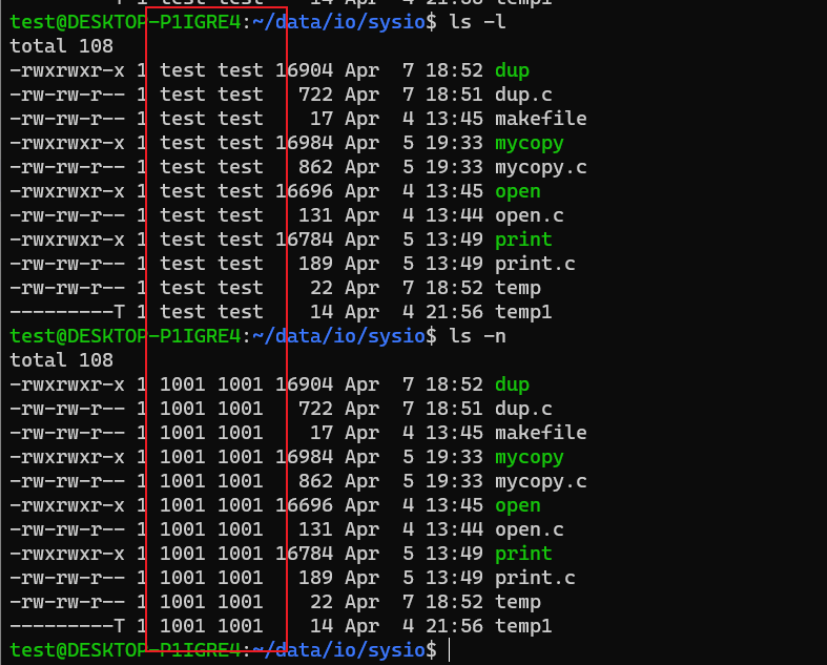 test@DESKTOP-P1IGRE4:~/data/io/sysio$ ls -l
total 108
-rwxrwxr-x 1 test test 16904 Apr  7 18:52 dup
-rw-rw-r-- 1 test test   722 Apr  7 18:51 dup.c
-rw-rw-r-- 1 test test    17 Apr  4 13:45 makefile
-rwxrwxr-x 1 test test 16984 Apr  5 19:33 mycopy
-rw-rw-r-- 1 test test   862 Apr  5 19:33 mycopy.c
-rwxrwxr-x 1 test test 16696 Apr  4 13:45 open
-rw-rw-r-- 1 test test   131 Apr  4 13:44 open.c
-rwxrwxr-x 1 test test 16784 Apr  5 13:49 print
-rw-rw-r-- 1 test test   189 Apr  5 13:49 print.c
-rw-rw-r-- 1 test test    22 Apr  7 18:52 temp
---------T 1 test test    14 Apr  4 21:56 temp1
test@DESKTOP-P1IGRE4:~/data/io/sysio$ ls -n
total 108
-rwxrwxr-x 1 1001 1001 16904 Apr  7 18:52 dup
-rw-rw-r-- 1 1001 1001   722 Apr  7 18:51 dup.c
-rw-rw-r-- 1 1001 1001    17 Apr  4 13:45 makefile
-rwxrwxr-x 1 1001 1001 16984 Apr  5 19:33 mycopy
-rw-rw-r-- 1 1001 1001   862 Apr  5 19:33 mycopy.c
-rwxrwxr-x 1 1001 1001 16696 Apr  4 13:45 open
-rw-rw-r-- 1 1001 1001   131 Apr  4 13:44 open.c
-rwxrwxr-x 1 1001 1001 16784 Apr  5 13:49 print
-rw-rw-r-- 1 1001 1001   189 Apr  5 13:49 print.c
-rw-rw-r-- 1 1001 1001    22 Apr  7 18:52 temp
---------T 1 1001 1001    14 Apr  4 21:56 temp1
test@DESKTOP-P1IGRE4:~/data/io/sysio$